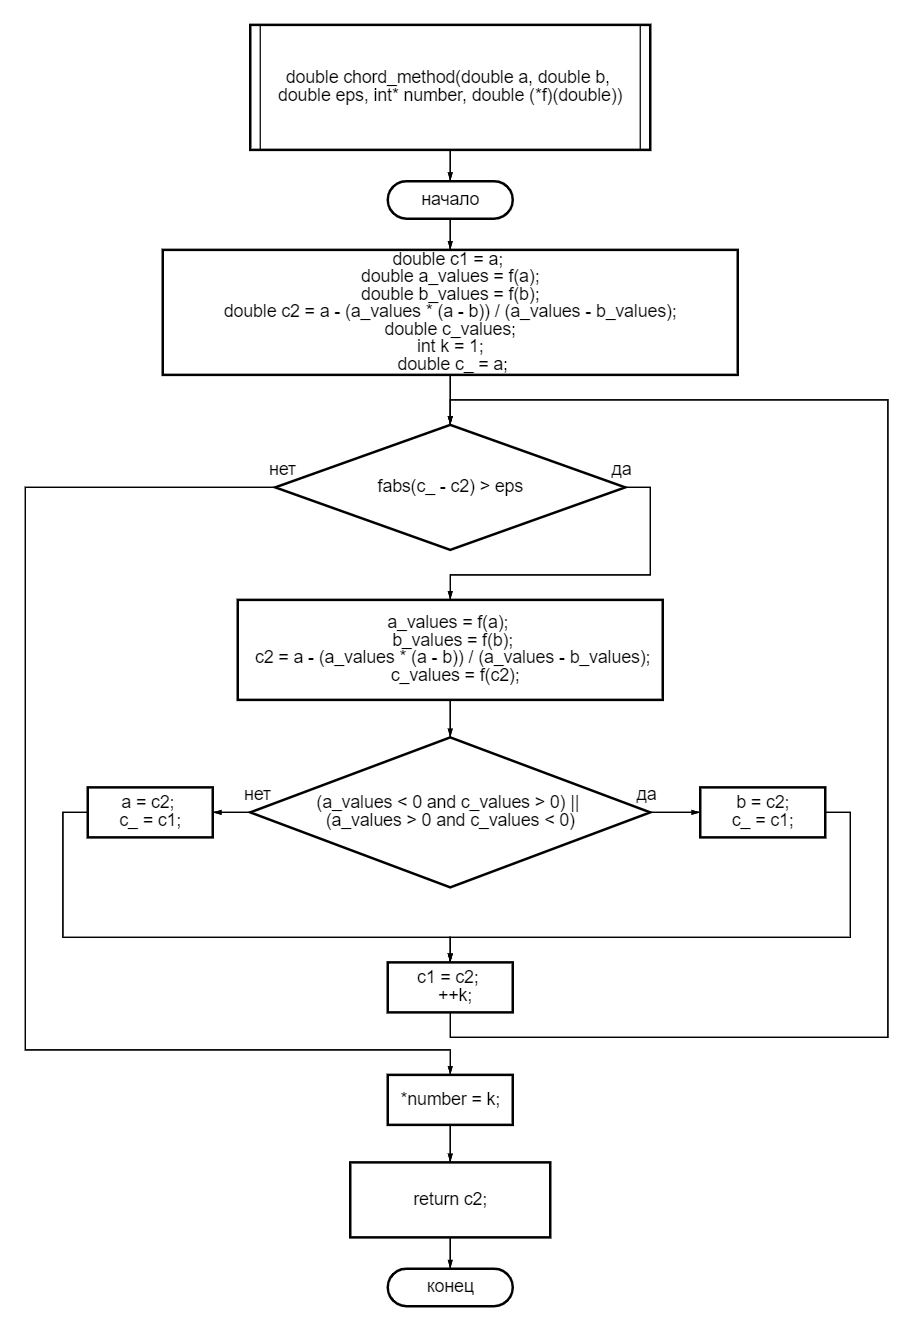 double chord_method(double a, double b,
double eps, int* number, double (*f)(double))
начало
double c1 = a;
double a_values = f(a);
double b_values = f(b);
double c2 = a - (a_values * (a - b)) / (a_values - b_values);
double c_values;
int k = 1;
double c_ = a;
нет
да
fabs(c_ - c2) > eps
a_values = f(a);
b_values = f(b);
c2 = a - (a_values * (a - b)) / (a_values - b_values);
c_values = f(c2);
a = c2;
c_ = c1;
нет
(a_values < 0 and c_values > 0) ||
(a_values > 0 and c_values < 0)
да
b = c2;
c_ = c1;
c1 = c2;
++k;
*number = k;
return c2;
конец